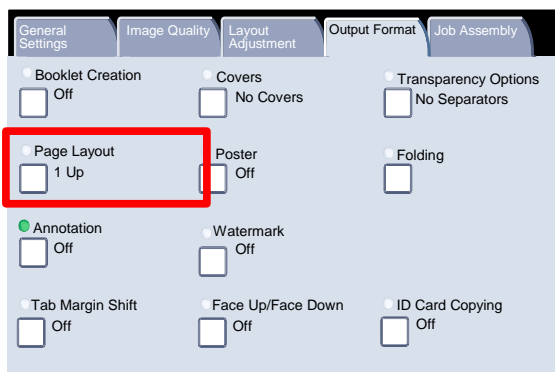 General Settings
Image Quality
Layout Adjustment
Output Format
Job Assembly
Booklet Creation
Off
Covers
No Covers
Transparency Options
No Separators
Page Layout
1 Up
Poster
Off
Folding
Annotation
Off
Watermark
Off
Tab Margin Shift
Off
Face Up/Face Down
Off
ID Card Copying
Off